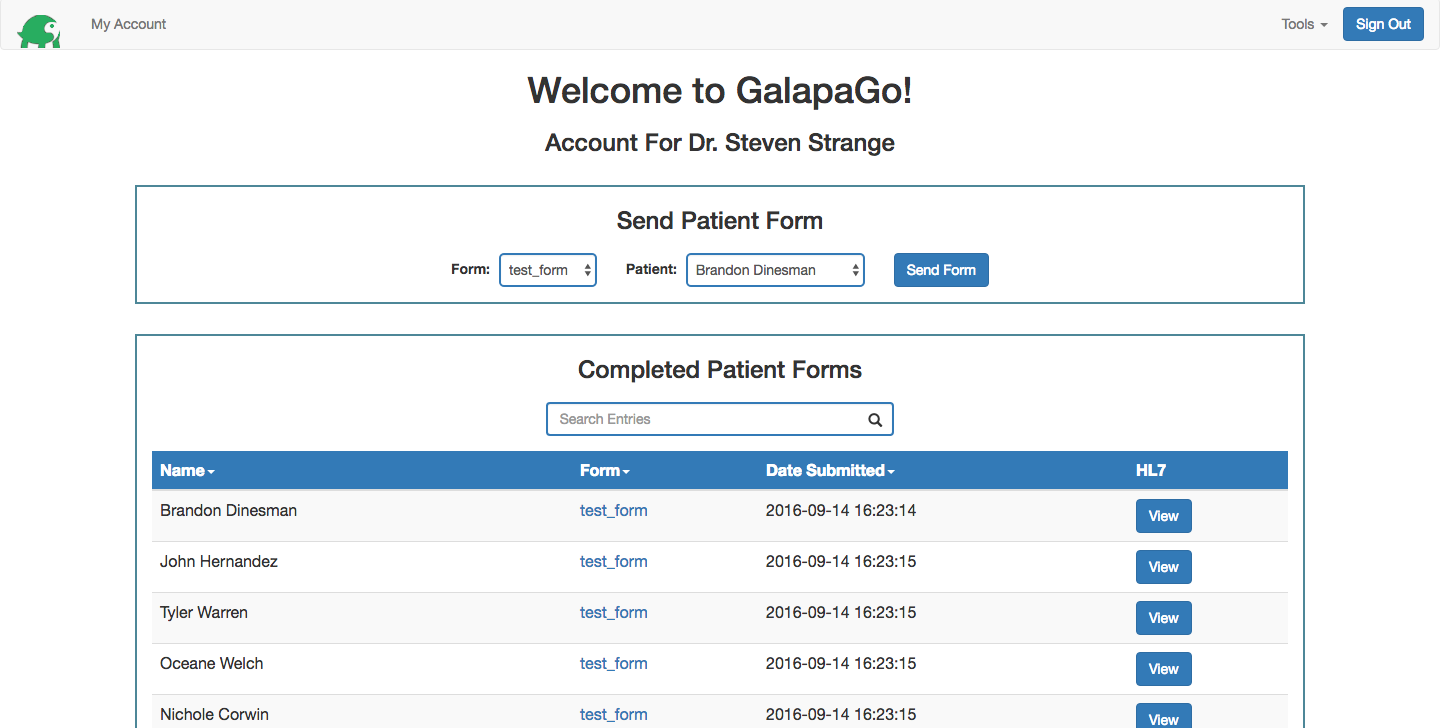 My Account Tools Sign Out
Welcome to GalapaGo!
Account For Dr. Steven Strange
Send Patient Form
Form: test_form Patient: Brandon Dinesman Send Form
Completed Patient Forms
Search Entries
Name Form Date Submitted HL7
Brandon Dinesman test_form 2016-09-14 16:23:14 View
John Hernandez test_form 2016-09-14 16:23:15 View
Tyler Warren test_form 2016-09-14 16:23:15 View
Oceane Welch test_form 2016-09-14 16:23:15 View
Nichole Corwin test_form 2016-09-14 16:23:15 View